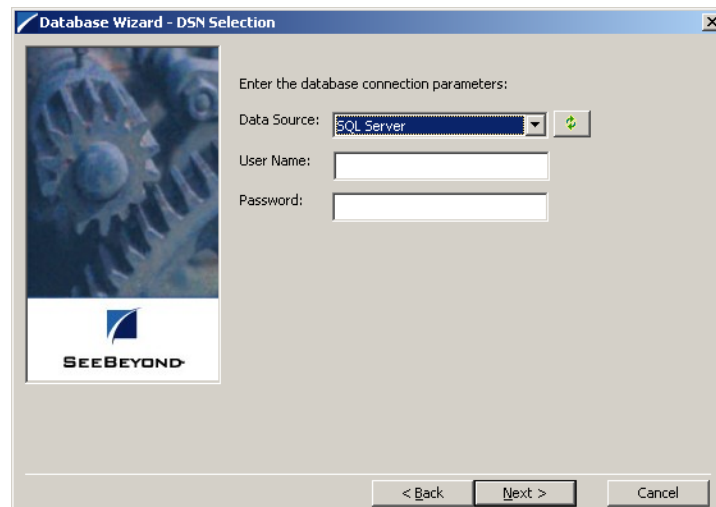 Database Wizard - DSN Selection
Enter the database connection parameters:
Data Source: SQL Server
User Name:
Password:
SEEBEYOND
< Back Next > Cancel